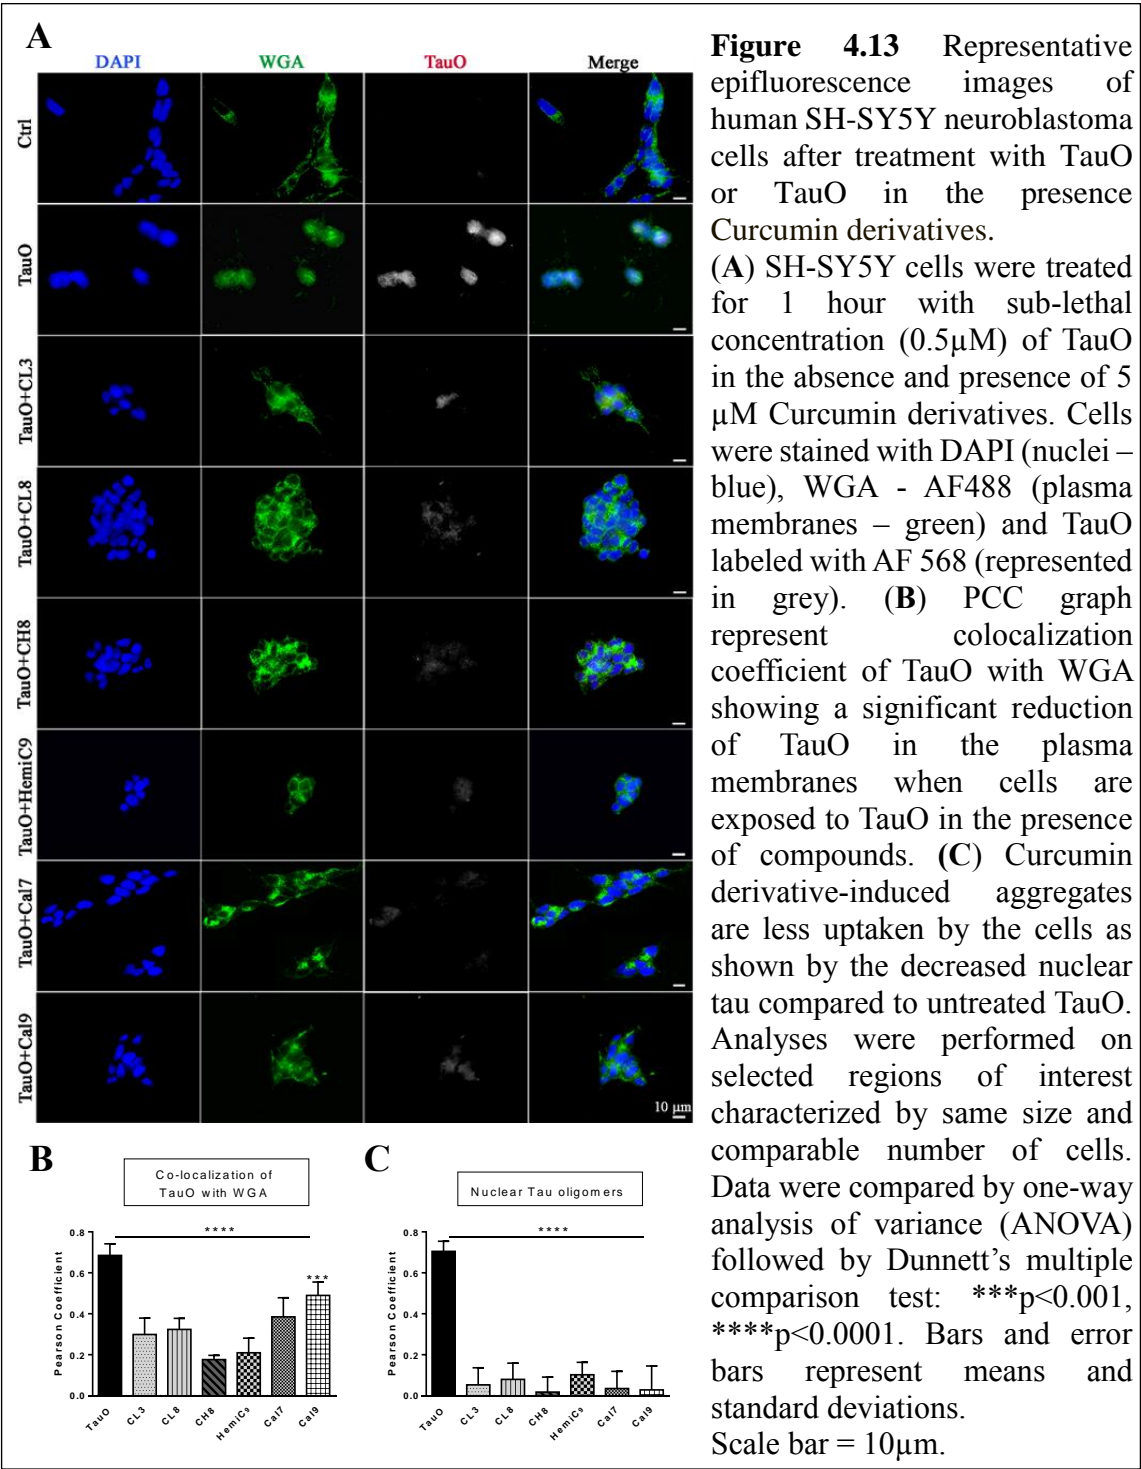 A
DAPI
WGA
TauO
Merge
Ctrl
TauO
TauO+CL3
TauO+CL8
TauO+CH8
TauO+HemiC9
TauO+Cal7
TauO+Cal9
10 µm
B
Co-localization of
TauO with WGA
****
***
Pearson Coefficient
0.8
0.6
0.4
0.2
0.0
TauO
CL3
CL8
CH8
HemiC9
Cal7
Cal9
C
Nuclear Tau oligomers
****
Pearson Coefficient
0.8
0.6
0.4
0.2
0.0
TauO
CL3
CL8
CH8
HemiC9
Cal7
Cal9
Figure 4.13 Representative
epifluorescence images of
human SH-SY5Y neuroblastoma
cells after treatment with TauO
or TauO in the presence
Curcumin derivatives.
(A) SH-SY5Y cells were treated
for 1 hour with sub-lethal
concentration (0.5µM) of TauO
in the absence and presence of 5
µM Curcumin derivatives. Cells
were stained with DAPI (nuclei –
blue), WGA - AF488 (plasma
membranes – green) and TauO
labeled with AF 568 (represented
in grey). (B) PCC graph
represent colocalization
coefficient of TauO with WGA
showing a significant reduction
of TauO in the plasma
membranes when cells are
exposed to TauO in the presence
of compounds. (C) Curcumin
derivative-induced aggregates
are less uptaken by the cells as
shown by the decreased nuclear
tau compared to untreated TauO.
Analyses were performed on
selected regions of interest
characterized by same size and
comparable number of cells.
Data were compared by one-way
analysis of variance (ANOVA)
followed by Dunnett's multiple
comparison test: ***p<0.001,
****p<0.0001. Bars and error
bars represent means and
standard deviations.
Scale bar = 10µm.